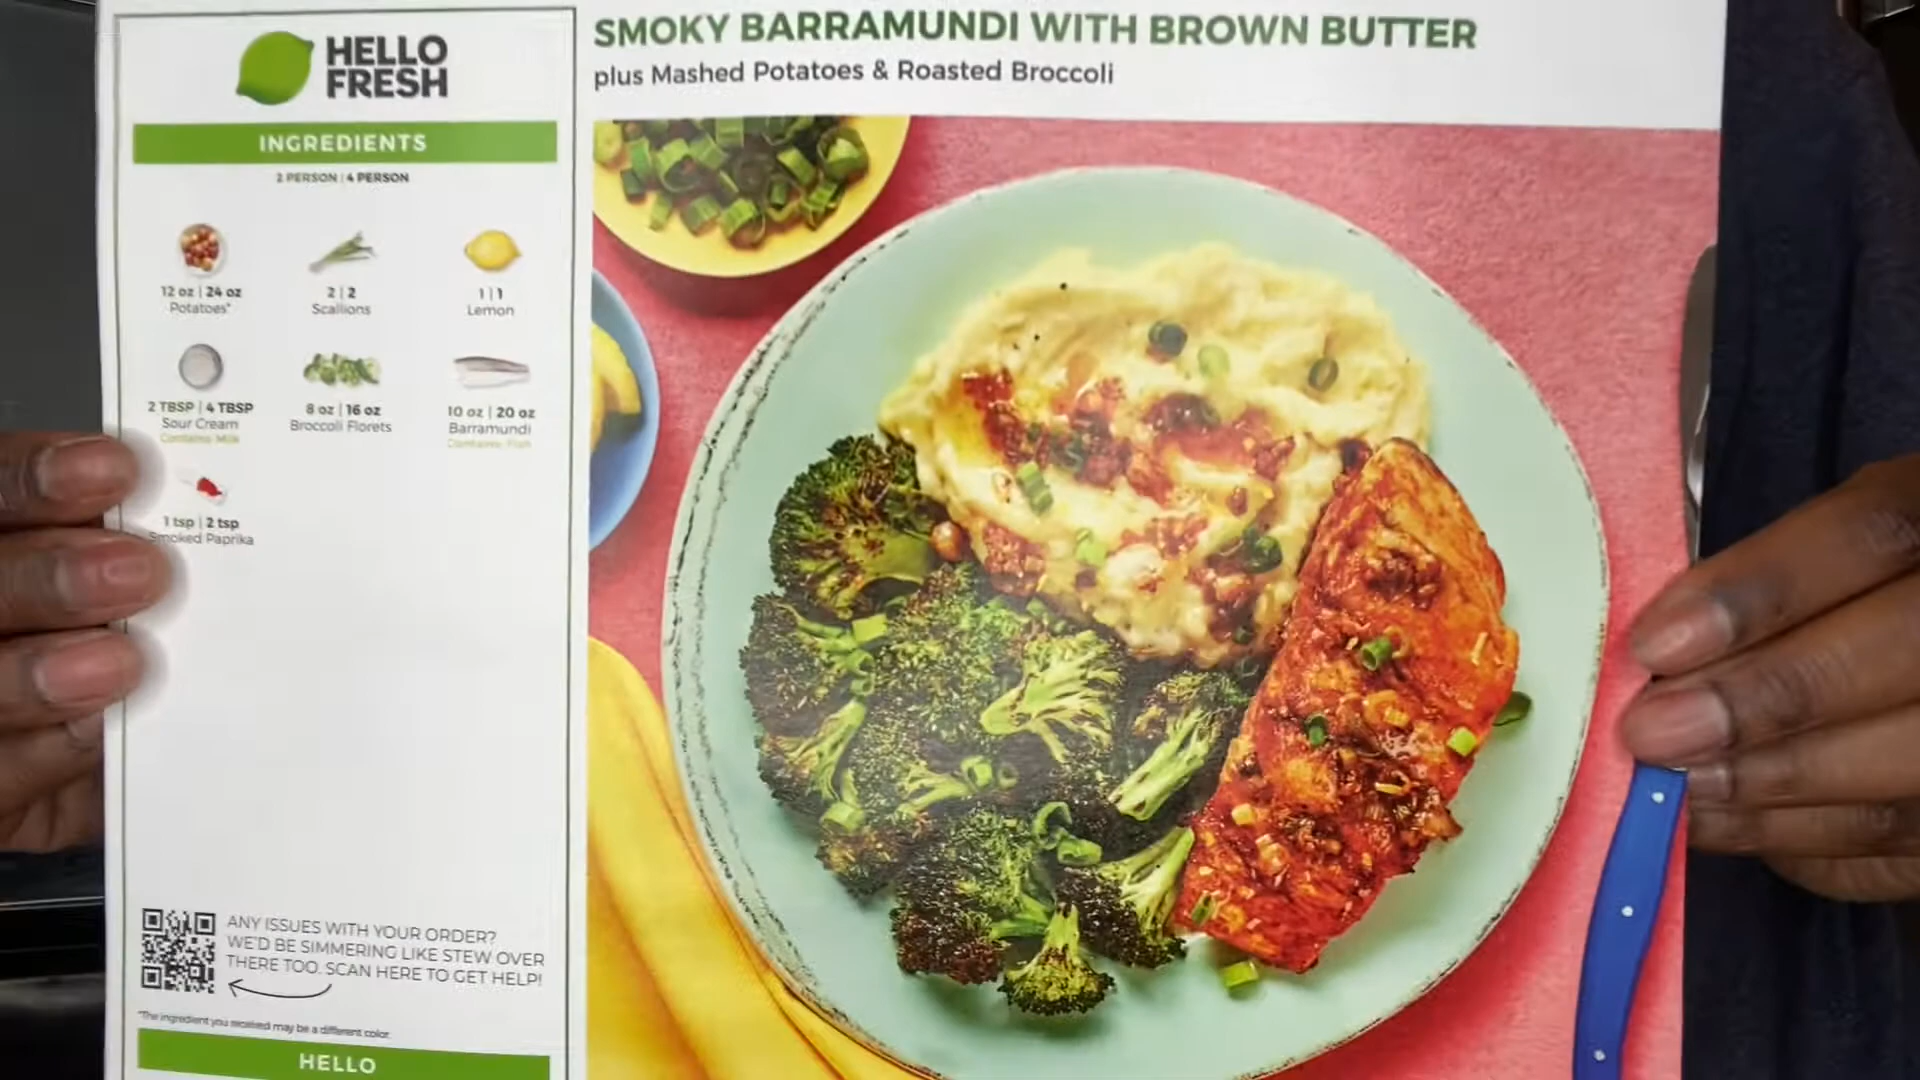 HELLO
FRESH
INGREDIENTS
2 PERSON | 4 PERSON
12 oz | 24 oz
Potatoes*
2 | 2
Scallions
1 | 1
Lemon
2 TBSP | 4 TBSP
Sour Cream
Contains: Milk
8 oz | 16 oz
Broccoli Florets
10 oz | 20 oz
Barramundi
Contains: Fish
1 tsp | 2 tsp
Smoked Paprika
ANY ISSUES WITH YOUR ORDER?
WE'D BE SIMMERING LIKE STEW OVER
THERE TOO. SCAN HERE TO GET HELP!
*The ingredient you received may be a different color.
HELLO
SMOKY BARRAMUNDI WITH BROWN BUTTER
plus Mashed Potatoes & Roasted Broccoli